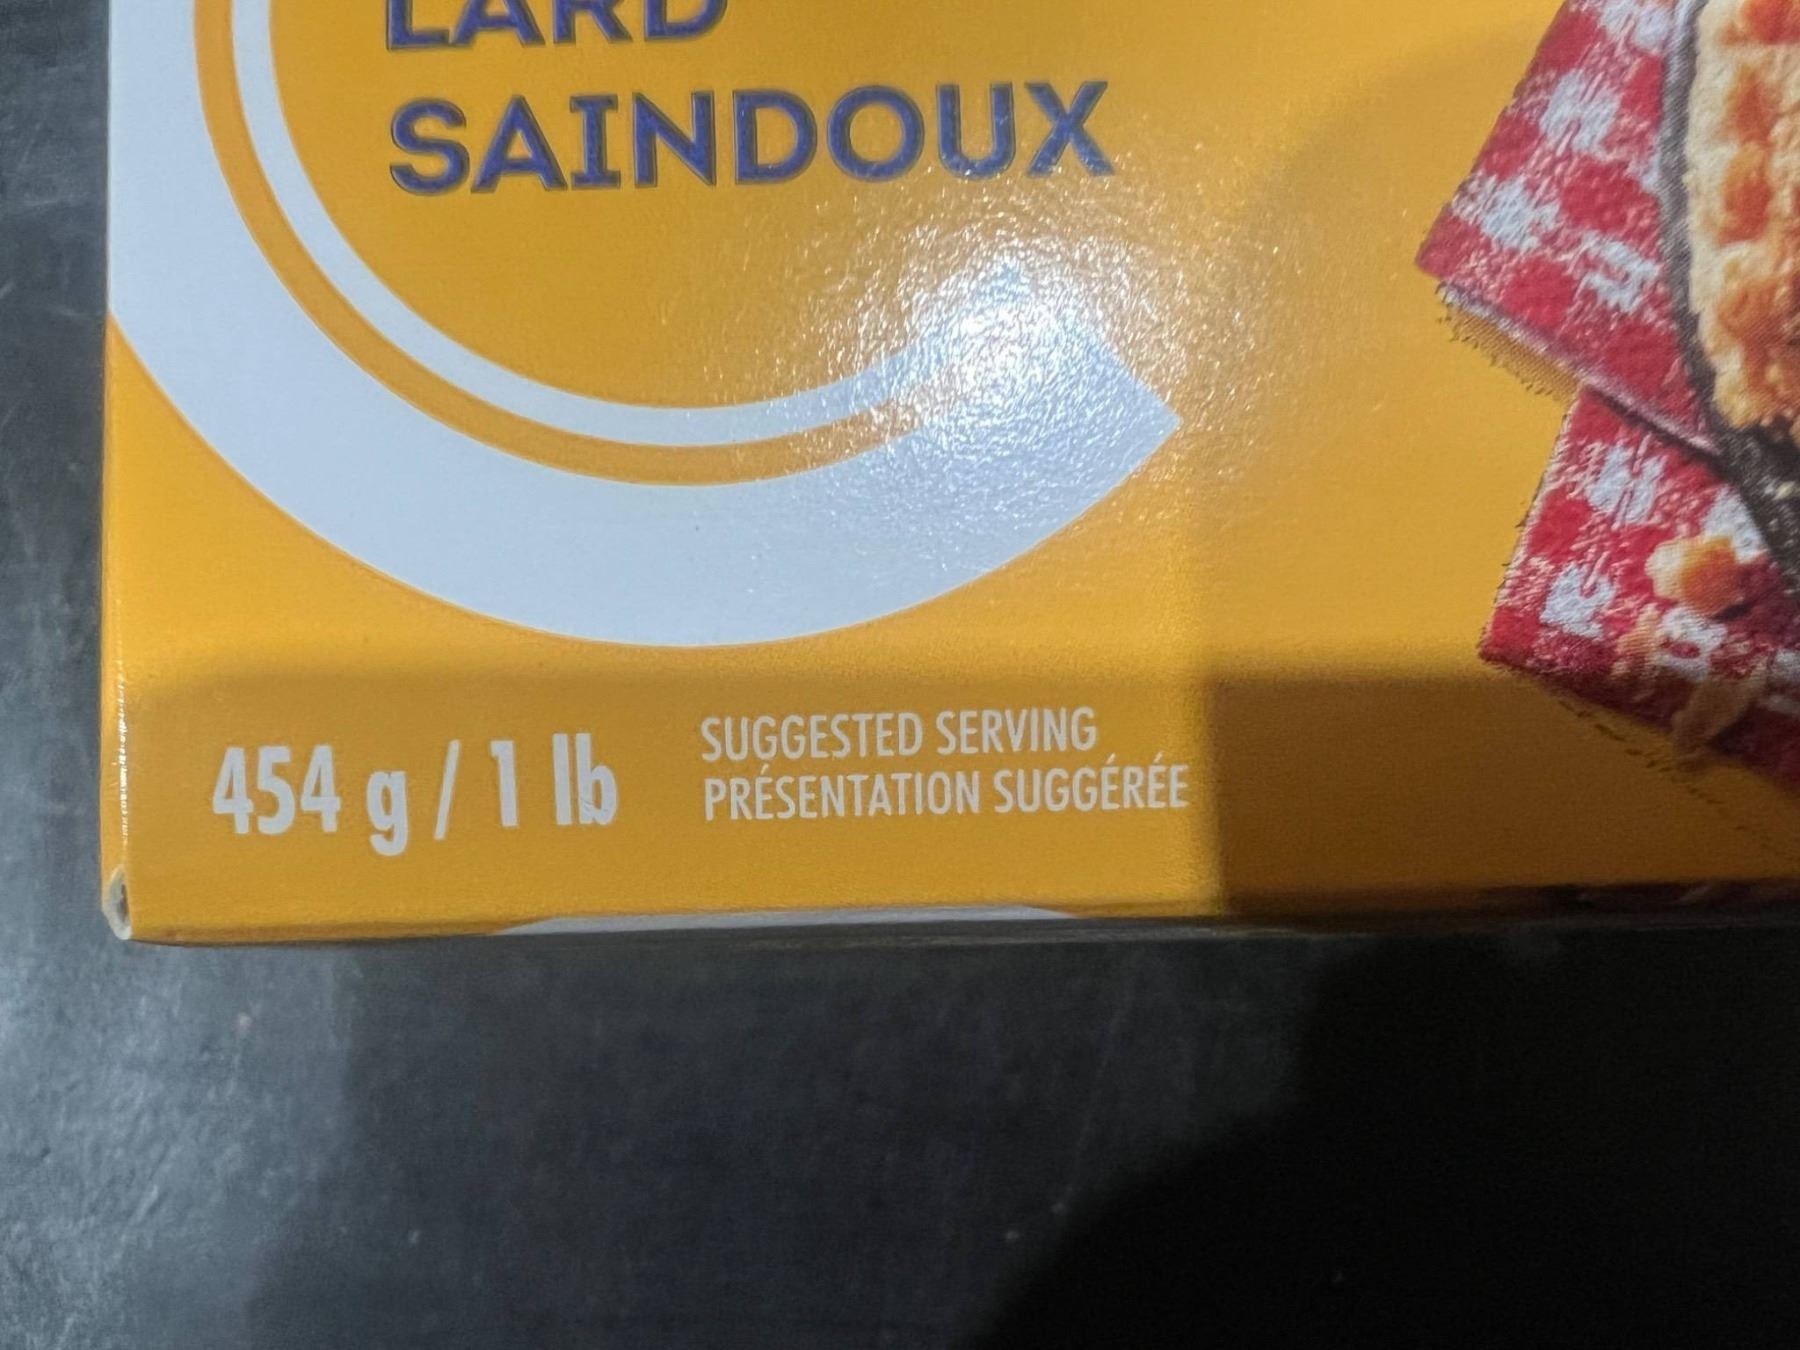 LARD
SAINDOUX
454 g / 1 lb
SUGGESTED SERVING
PRÉSENTATION SUGGÉRÉE